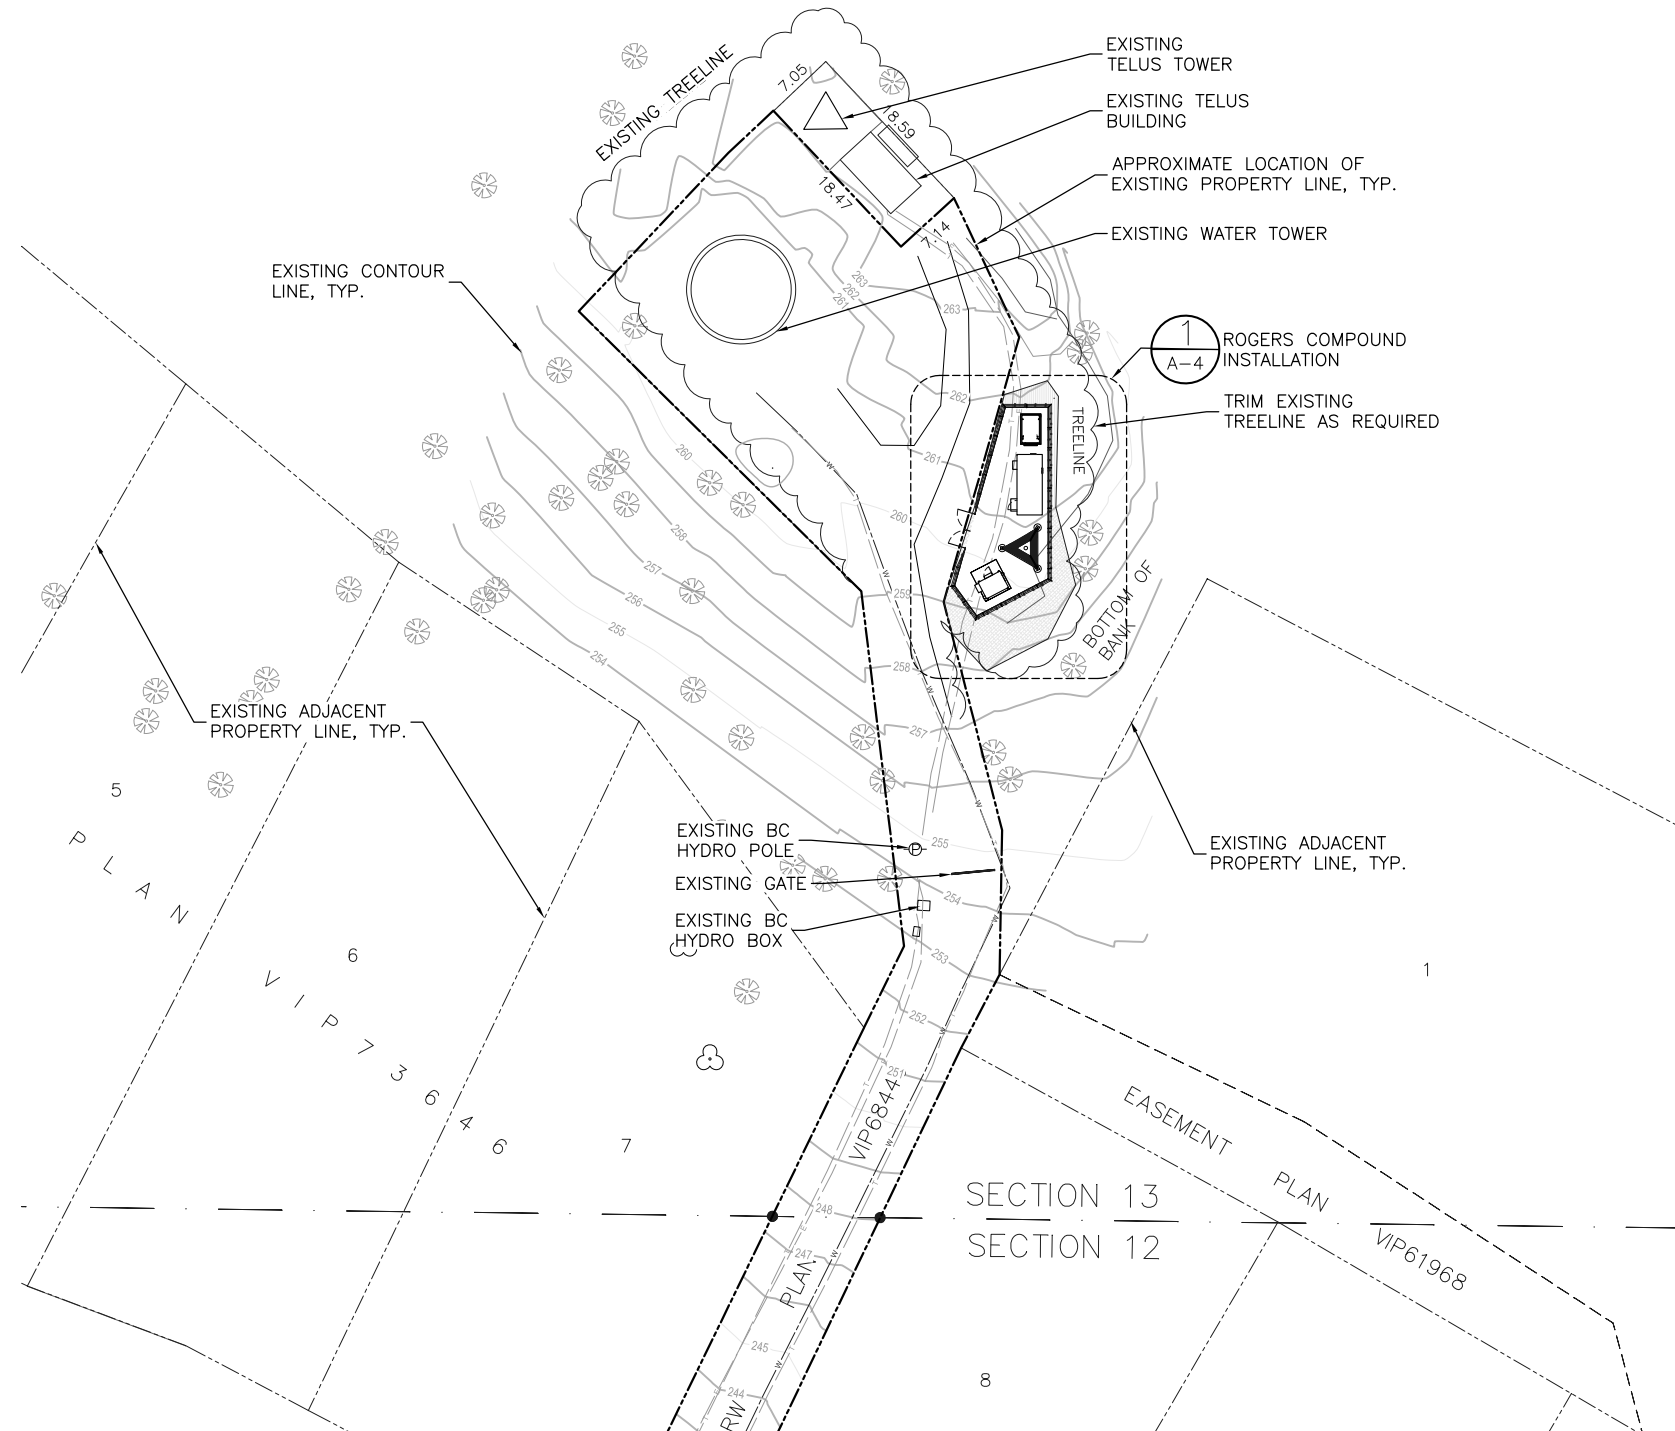 EXISTING
TELUS TOWER
EXISTING TELUS
BUILDING
APPROXIMATE LOCATION OF
EXISTING PROPERTY LINE, TYP.
EXISTING WATER TOWER
EXISTING TREELINE
7.05
18.59
18.47
7.14
EXISTING CONTOUR
LINE, TYP.
263
262
261
263
1
A-4
ROGERS COMPOUND
INSTALLATION
TRIM EXISTING
TREELINE AS REQUIRED
TREELINE
262
261
260
260
259
258
258
257
256
255
254
257
W
W
W
W
BOTTOM OF
BANK
EXISTING ADJACENT
PROPERTY LINE, TYP.
EXISTING BC
HYDRO POLE
P
EXISTING GATE
EXISTING BC
HYDRO BOX
255
254
253
252
251
248
247
245
244
EXISTING ADJACENT
PROPERTY LINE, TYP.
5
PLAN
6
VIP73646
7
1
W
W
W
W
W
T
T
T
E
RW PLAN VIP6844
EASEMENT PLAN VIP61968
SECTION 13
SECTION 12
8